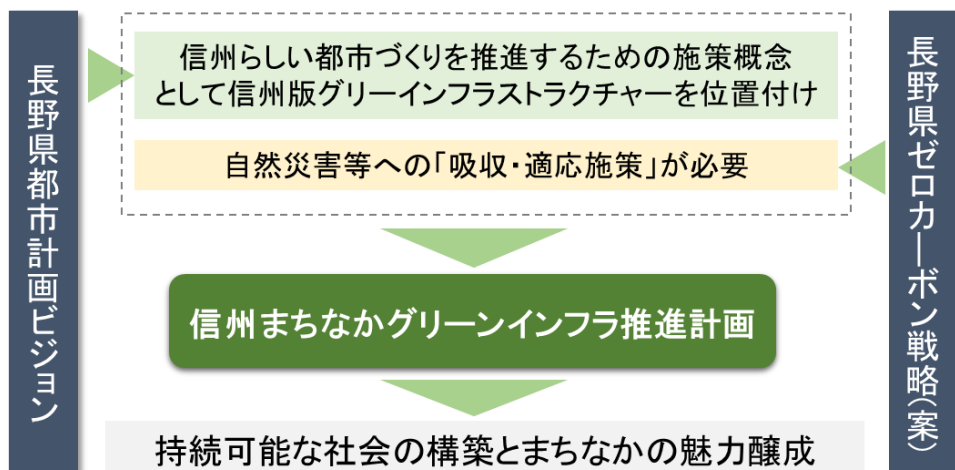 長野県都市計画ビジョン
信州らしい都市づくりを推進するための施策概念
として信州版グリーインフラストラクチャーを位置付け
自然災害等への「吸収・適応施策」が必要
長野県ゼロカーボン戦略(案)
信州まちなかグリーンインフラ推進計画
持続可能な社会の構築とまちなかの魅力醸成